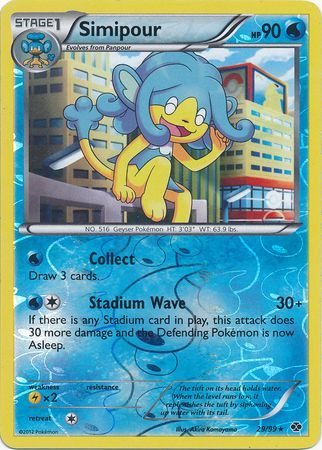 STAGE1
Simipour
HP 90
Evolves from Panpour
NO. 516 Geyser Pokémon HT: 3'03" WT: 63.9 lbs.
Collect
Draw 3 cards.
Stadium Wave 30+
If there is any Stadium card in play, this attack does
30 more damage and the Defending Pokémon is now
Asleep.
weakness resistance
×2
retreat
The tuft on its head holds water.
When the level runs low, it
replenishes the tuft by siphoning
up water with its tail.
©2012 Pokémon
Illus. Akira Komayama
29/99 ★